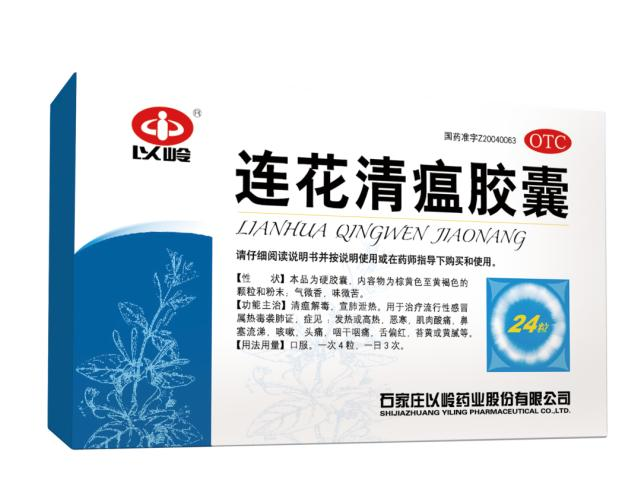 以岭
®
国药准字Z20040063
OTC
连花清瘟胶囊
LIANHUA QINGWEN JIAONANG
请仔细阅读说明书并按说明使用或在药师指导下购买和使用。
【性　　状】本品为硬胶囊，内容物为棕黄色至黄褐色的
颗粒和粉末；气微香，味微苦。
【功能主治】清瘟解毒，宣肺泄热。用于治疗流行性感冒
属热毒袭肺证，症见：发热或高热，恶寒，肌肉酸痛，鼻
塞流涕，咳嗽，头痛，咽干咽痛，舌偏红，苔黄或黄腻等。
【用法用量】口服。一次4粒，一日3次。
24粒
石家庄以岭药业股份有限公司
SHIJIAZHUANG YILING PHARMACEUTICAL CO.,LTD.